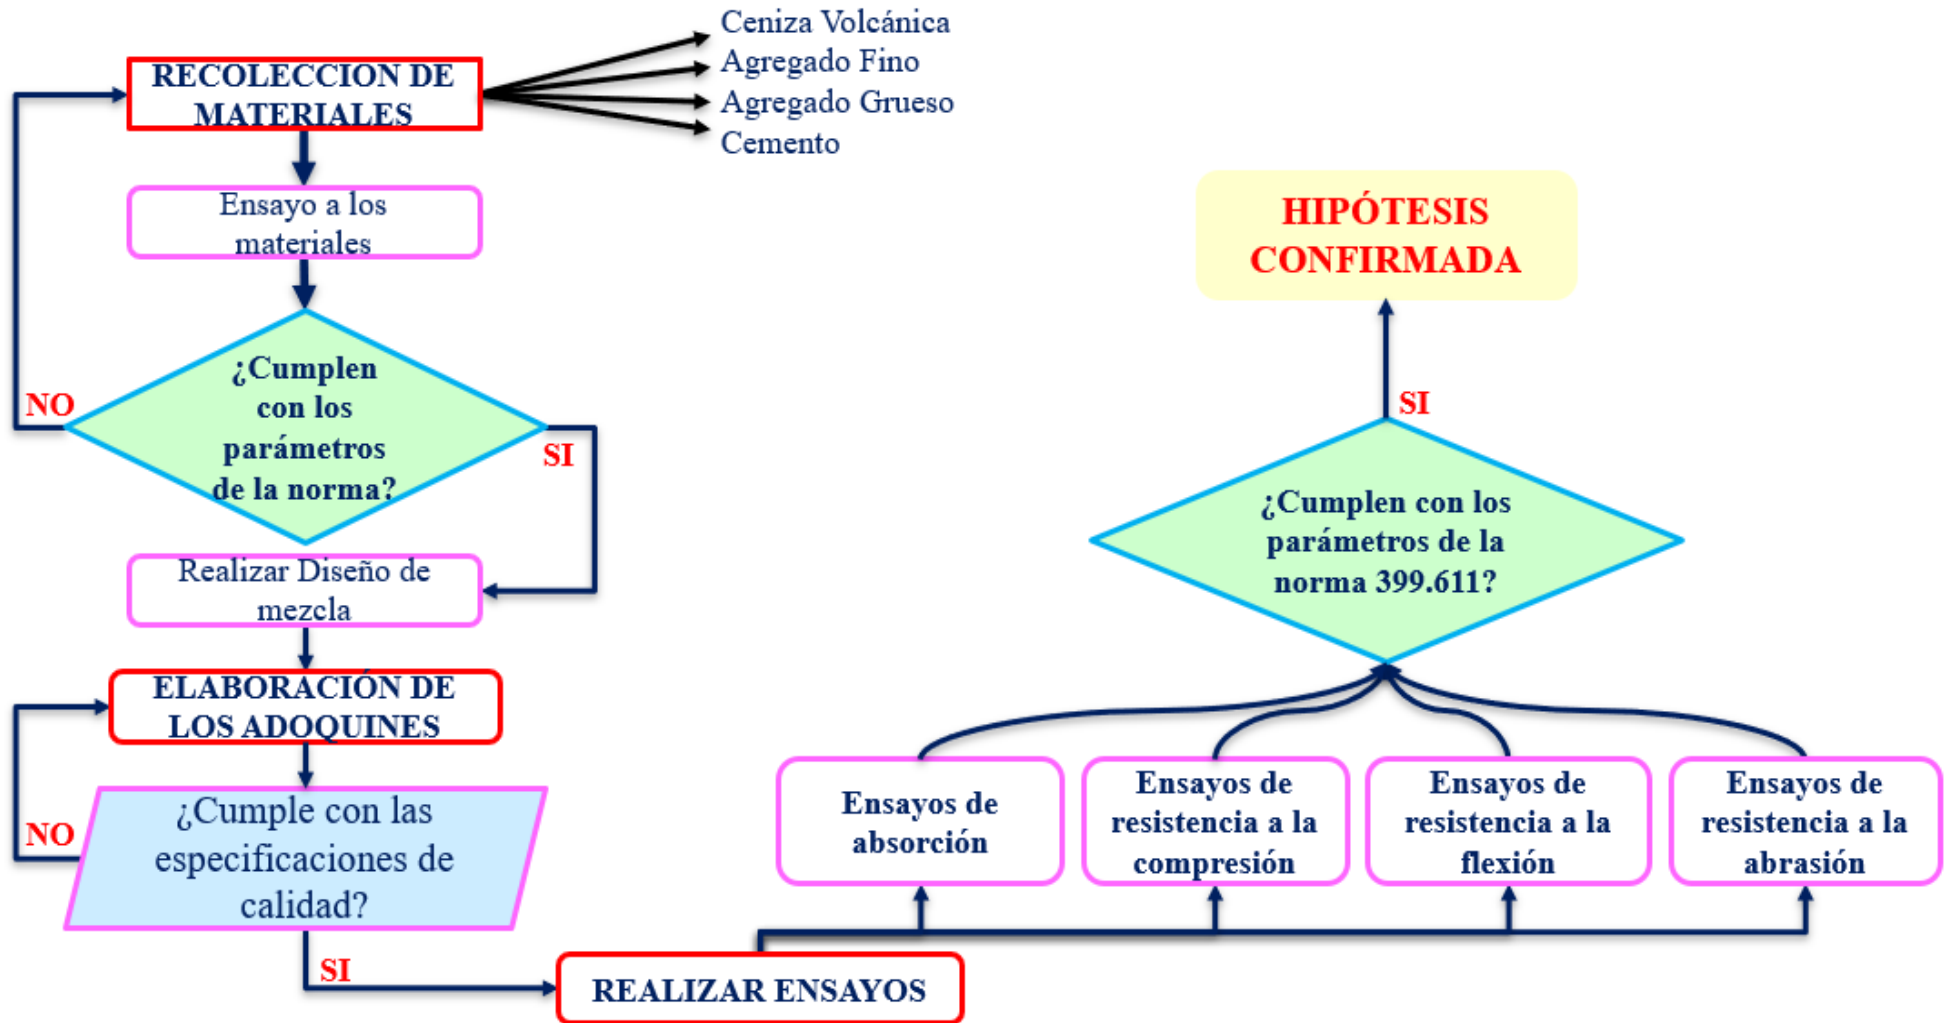 RECOLECCION DE
MATERIALES
Ceniza Volcánica
Agregado Fino
Agregado Grueso
Cemento
Ensayo a los
materiales
¿Cumplen
con los
parámetros
de la norma?
NO
SI
Realizar Diseño de
mezcla
ELABORACIÓN DE
LOS ADOQUINES
¿Cumple con las
especificaciones de
calidad?
NO
SI
REALIZAR ENSAYOS
Ensayos de
absorción
Ensayos de
resistencia a la
compresión
Ensayos de
resistencia a la
flexión
Ensayos de
resistencia a la
abrasión
¿Cumplen con los
parámetros de la
norma 399.611?
SI
HIPÓTESIS
CONFIRMADA